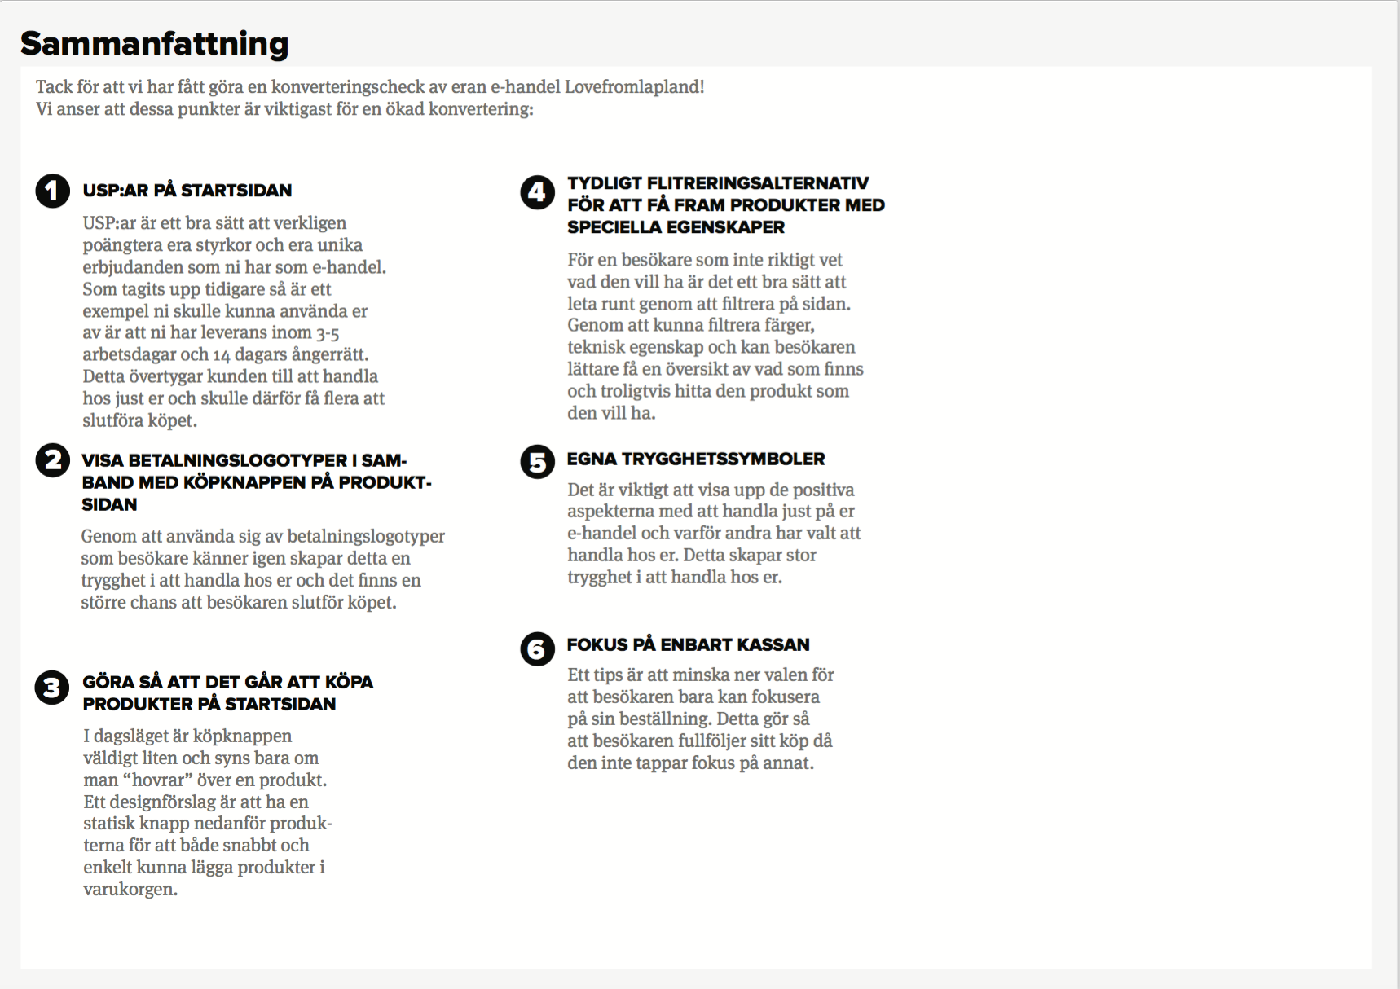 Sammanfattning
Tack för att vi har fått göra en konverteringscheck av eran e-handel Lovefromlapland!
Vi anser att dessa punkter är viktigast för en ökad konvertering:
1
USP:AR PÅ STARTSIDAN
USP:ar är ett bra sätt att verkligen
poängtera era styrkor och era unika
erbjudanden som ni har som e-handel.
Som tagits upp tidigare så är ett
exempel ni skulle kunna använda er
av är att ni har leverans inom 3-5
arbetsdagar och 14 dagars ångerrätt.
Detta övertygar kunden till att handla
hos just er och skulle därför få flera att
slutföra köpet.
2
VISA BETALNINGSLOGOTYPER I SAM-
BAND MED KÖPKNAPPEN PÅ PRODUKT-
SIDAN
Genom att använda sig av betalningslogotyper
som besökare känner igen skapar detta en
trygghet i att handla hos er och det finns en
större chans att besökaren slutför köpet.
3
GÖRA SÅ ATT DET GÅR ATT KÖPA
PRODUKTER PÅ STARTSIDAN
I dagsläget är köpknappen
väldigt liten och syns bara om
man “hovrar” över en produkt.
Ett designförslag är att ha en
statisk knapp nedanför produk-
terna för att både snabbt och
enkelt kunna lägga produkter i
varukorgen.
4
TYDLIGT FLITRERINGSALTERNATIV
FÖR ATT FÅ FRAM PRODUKTER MED
SPECIELLA EGENSKAPER
För en besökare som inte riktigt vet
vad den vill ha är det ett bra sätt att
leta runt genom att filtrera på sidan.
Genom att kunna filtrera färger,
teknisk egenskap och kan besökaren
lättare få en översikt av vad som finns
och troligtvis hitta den produkt som
den vill ha.
5
EGNA TRYGGHETSSYMBOLER
Det är viktigt att visa upp de positiva
aspekterna med att handla just på er
e-handel och varför andra har valt att
handla hos er. Detta skapar stor
trygghet i att handla hos er.
6
FOKUS PÅ ENBART KASSAN
Ett tips är att minska ner valen för
att besökaren bara kan fokusera
på sin beställning. Detta gör så
att besökaren fullföljer sitt köp då
den inte tappar fokus på annat.